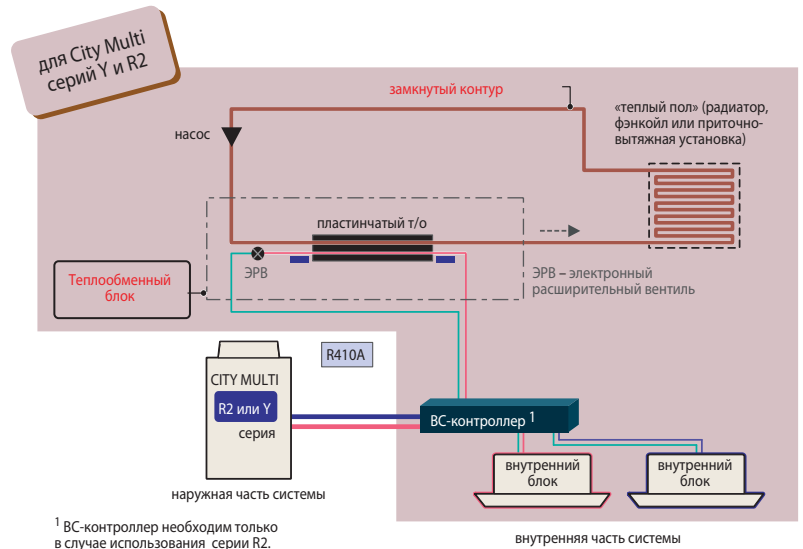 для City Multi
серий Y и R2
замкнутый контур
«теплый пол» (радиатор,
фэнкойл или приточно-
вытяжная установка)
насос
пластинчатый т/о
ЭРВ
ЭРВ – электронный
расширительный вентиль
Теплообменный
блок
R410A
CITY MULTI
R2 или Y
серия
BC-контроллер 1
внутренний
блок
внутренний
блок
наружная часть системы
1 BC-контроллер необходим только
в случае использования серии R2.
внутренняя часть системы